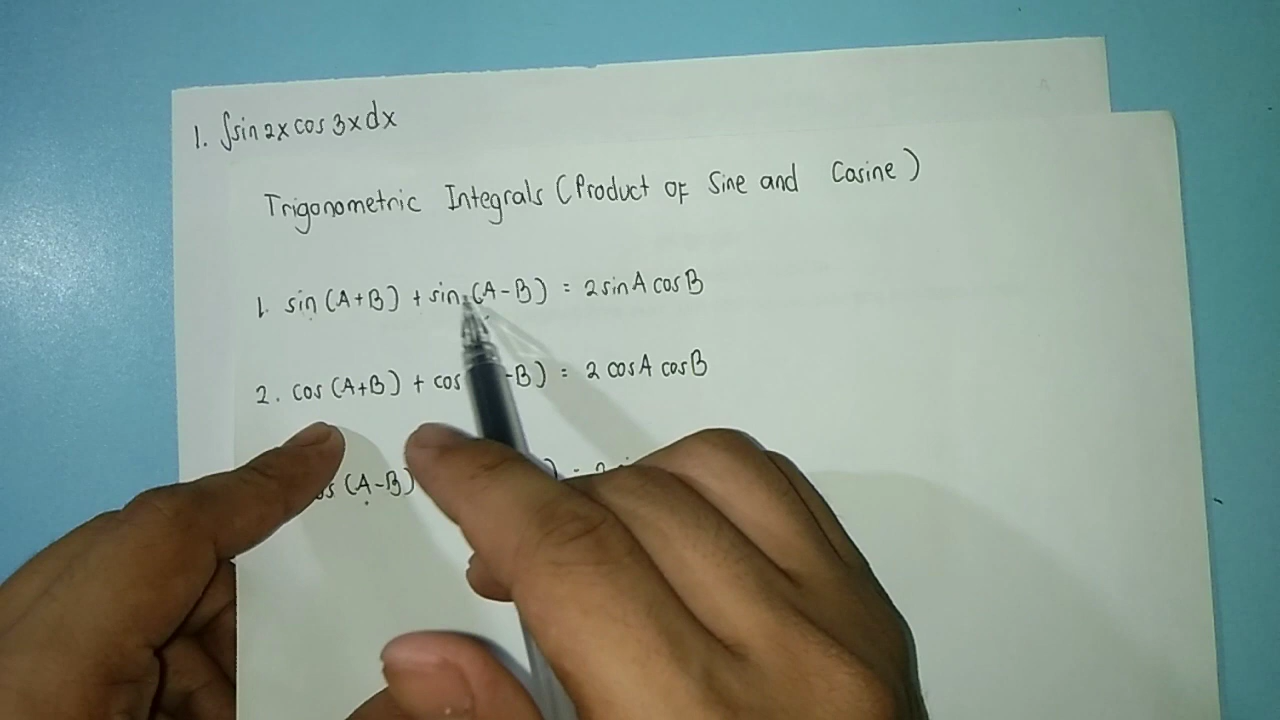 1. ∫sin 2x cos 3x dx
Trigonometric Integrals (Product of Sine and Cosine)
1. sin (A+B) + sin (A-B) = 2 sin A cos B
2. cos (A+B) + cos -B) = 2 cos A cos B
(A-B)